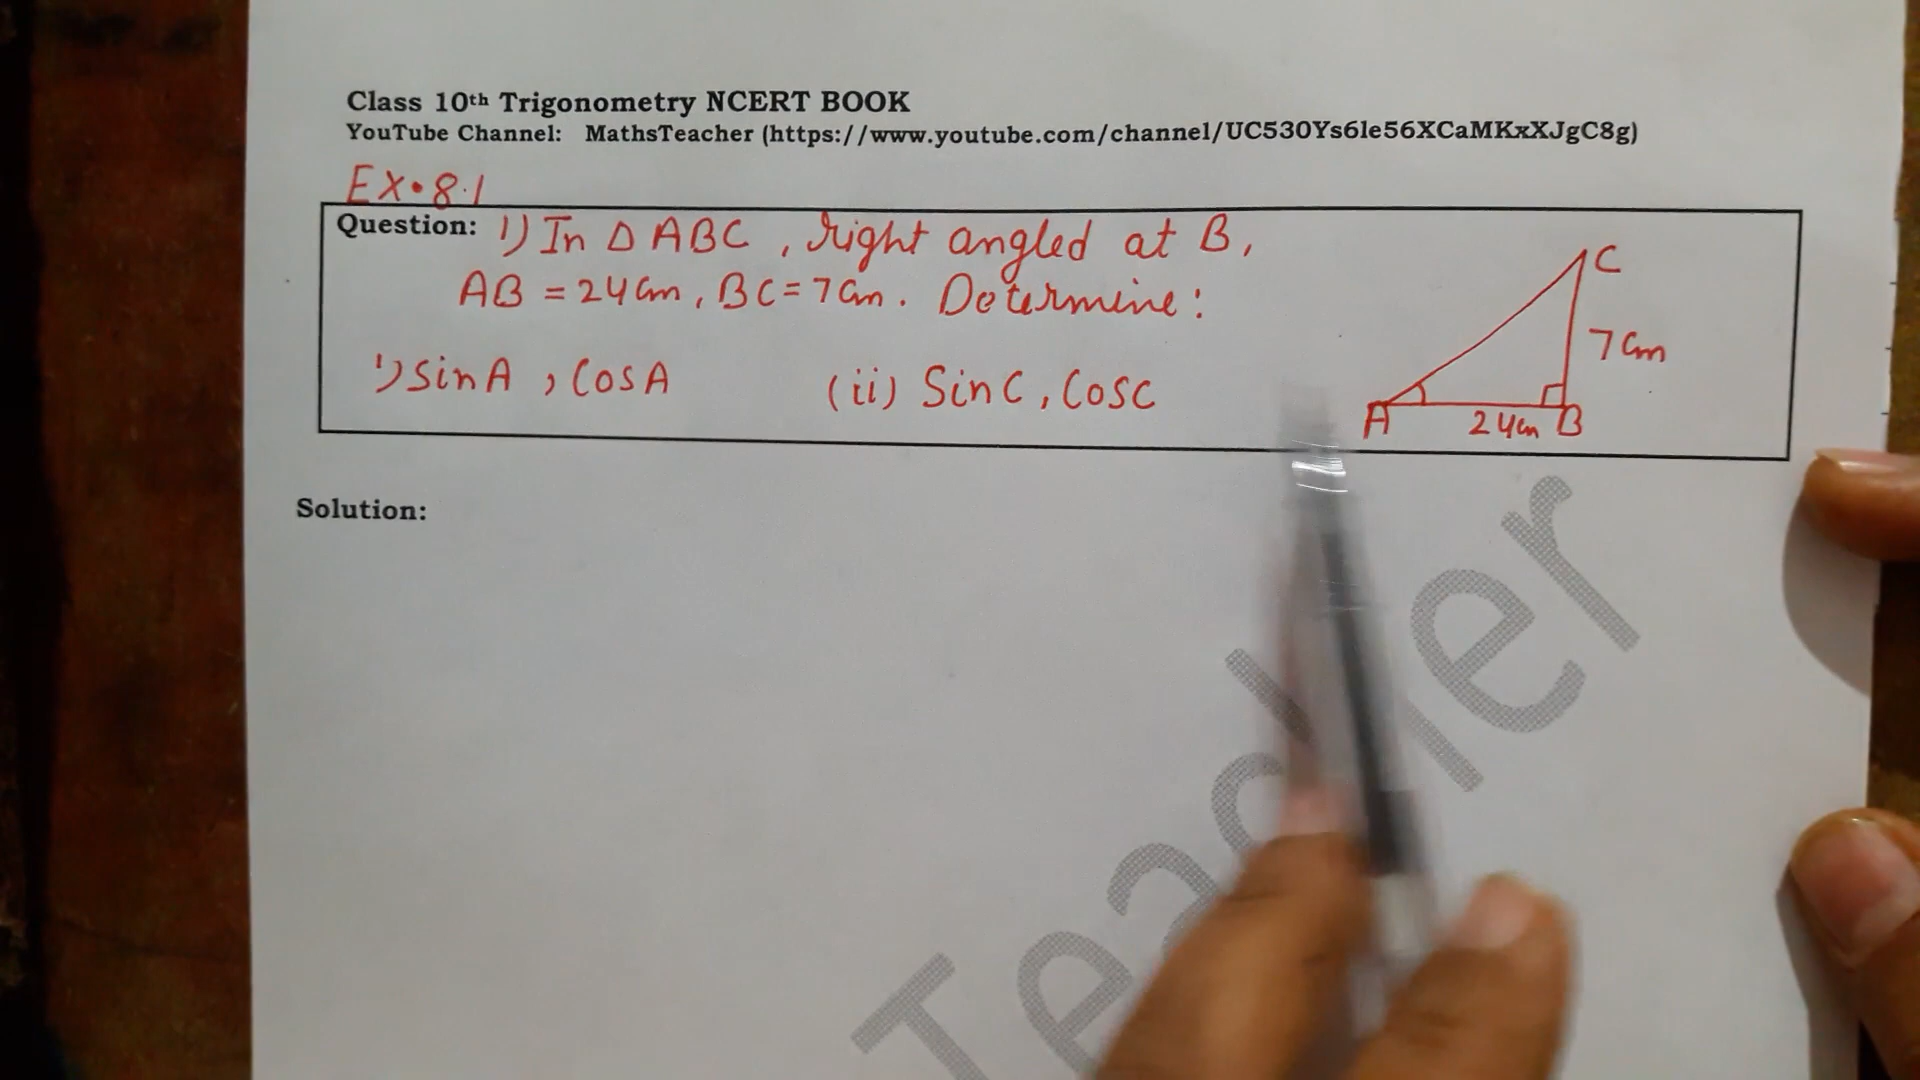 Class 10th Trigonometry NCERT BOOK
YouTube Channel: MathsTeacher (https://www.youtube.com/channel/UC530Ys6le56XCaMKxXJgC8g)
EX.8.1
Question: 1) In Δ ABC, right angled at B,
AB = 24cm, BC = 7cm. Determine:
1) sin A, Cos A (ii) Sin C, Cos C
C
7cm
A 24cm B
Solution:
Teacher